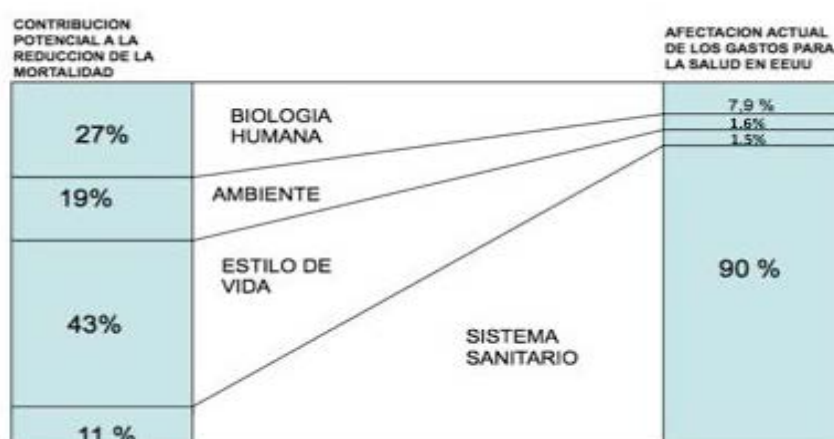 CONTRIBUCION
POTENCIAL A LA
REDUCCION DE LA
MORTALIDAD
AFECTACION ACTUAL
DE LOS GASTOS PARA
LA SALUD EN EEUU
27%
BIOLOGIA
HUMANA
7,9 %
1.6%
1.5%
19%
AMBIENTE
43%
ESTILO DE
VIDA
90 %
SISTEMA
SANITARIO
11 %